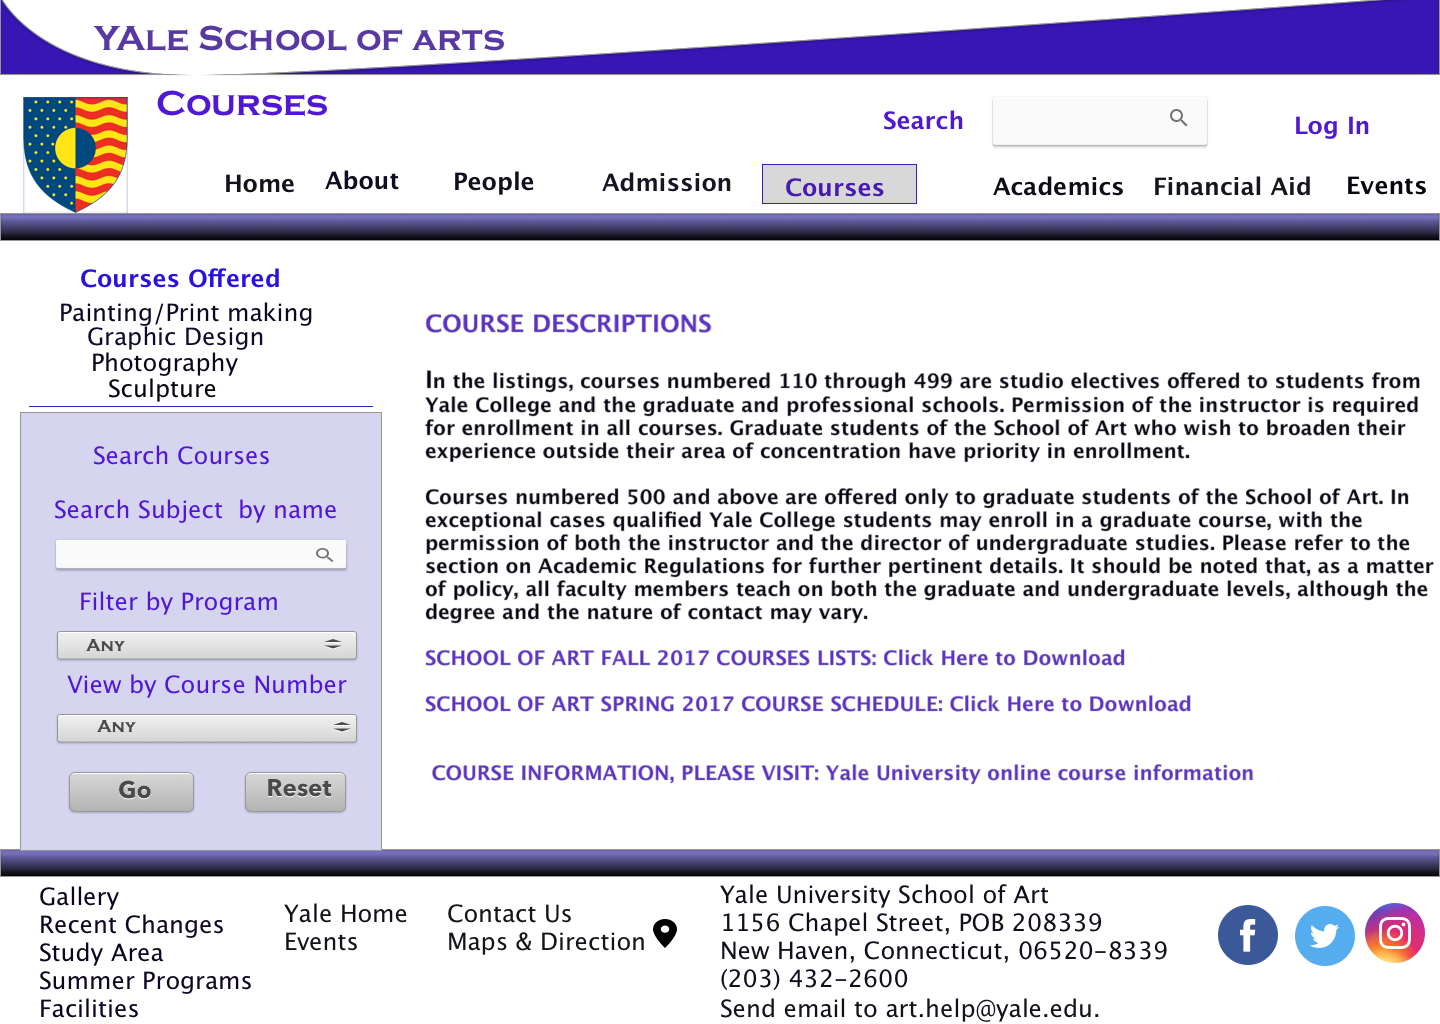 YALE SCHOOL OF ARTS
COURSES
Search
Log In
Home About People Admission Courses Academics Financial Aid Events
Courses Offered
Painting/Print making
Graphic Design
Photography
Sculpture
Search Courses
Search Subject by name
Filter by Program
ANY
View by Course Number
ANY
Go Reset
COURSE DESCRIPTIONS
In the listings, courses numbered 110 through 499 are studio electives offered to students from
Yale College and the graduate and professional schools. Permission of the instructor is required
for enrollment in all courses. Graduate students of the School of Art who wish to broaden their
experience outside their area of concentration have priority in enrollment.
Courses numbered 500 and above are offered only to graduate students of the School of Art. In
exceptional cases qualified Yale College students may enroll in a graduate course, with the
permission of both the instructor and the director of undergraduate studies. Please refer to the
section on Academic Regulations for further pertinent details. It should be noted that, as a matter
of policy, all faculty members teach on both the graduate and undergraduate levels, although the
degree and the nature of contact may vary.
SCHOOL OF ART FALL 2017 COURSES LISTS: Click Here to Download
SCHOOL OF ART SPRING 2017 COURSE SCHEDULE: Click Here to Download
COURSE INFORMATION, PLEASE VISIT: Yale University online course information
Gallery
Recent Changes
Study Area
Summer Programs
Facilities
Yale Home
Events
Contact Us
Maps & Direction
Yale University School of Art
1156 Chapel Street, POB 208339
New Haven, Connecticut, 06520-8339
(203) 432-2600
Send email to art.help@yale.edu.